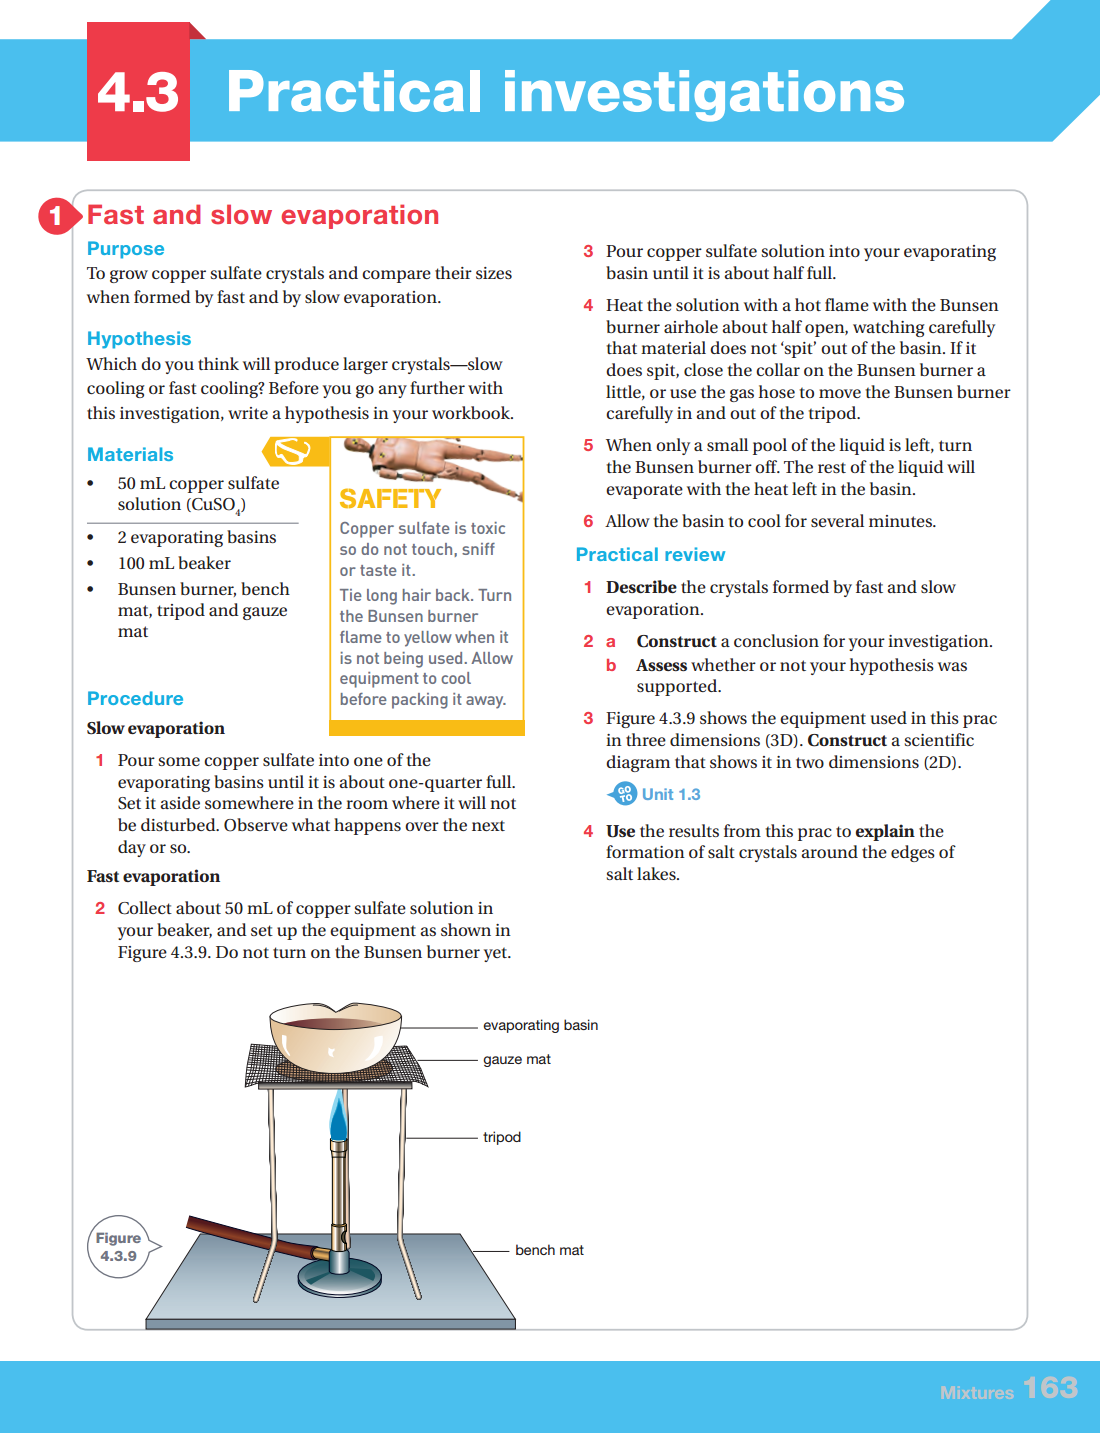 4.3
Practical investigations
1
Fast and slow evaporation
Purpose
To grow copper sulfate crystals and compare their sizes
when formed by fast and by slow evaporation.
Hypothesis
Which do you think will produce larger crystals—slow
cooling or fast cooling? Before you go any further with
this investigation, write a hypothesis in your workbook.
Materials
• 50 mL copper sulfate
solution (CuSO₄)
• 2 evaporating basins
• 100 mL beaker
• Bunsen burner, bench
mat, tripod and gauze
mat
SAFETY
Copper sulfate is toxic
so do not touch, sniff
or taste it.
Tie long hair back. Turn
the Bunsen burner
flame to yellow when it
is not being used. Allow
equipment to cool
before packing it away.
Procedure
Slow evaporation
1 Pour some copper sulfate into one of the
evaporating basins until it is about one-quarter full.
Set it aside somewhere in the room where it will not
be disturbed. Observe what happens over the next
day or so.
Fast evaporation
2 Collect about 50 mL of copper sulfate solution in
your beaker, and set up the equipment as shown in
Figure 4.3.9. Do not turn on the Bunsen burner yet.
3 Pour copper sulfate solution into your evaporating
basin until it is about half full.
4 Heat the solution with a hot flame with the Bunsen
burner airhole about half open, watching carefully
that material does not ‘spit’ out of the basin. If it
does spit, close the collar on the Bunsen burner a
little, or use the gas hose to move the Bunsen burner
carefully in and out of the tripod.
5 When only a small pool of the liquid is left, turn
the Bunsen burner off. The rest of the liquid will
evaporate with the heat left in the basin.
6 Allow the basin to cool for several minutes.
Practical review
1 Describe the crystals formed by fast and slow
evaporation.
2 a Construct a conclusion for your investigation.
b Assess whether or not your hypothesis was
supported.
3 Figure 4.3.9 shows the equipment used in this prac
in three dimensions (3D). Construct a scientific
diagram that shows it in two dimensions (2D).
GO TO Unit 1.3
4 Use the results from this prac to explain the
formation of salt crystals around the edges of
salt lakes.
evaporating basin
gauze mat
tripod
bench mat
Figure
4.3.9
Mixtures 163